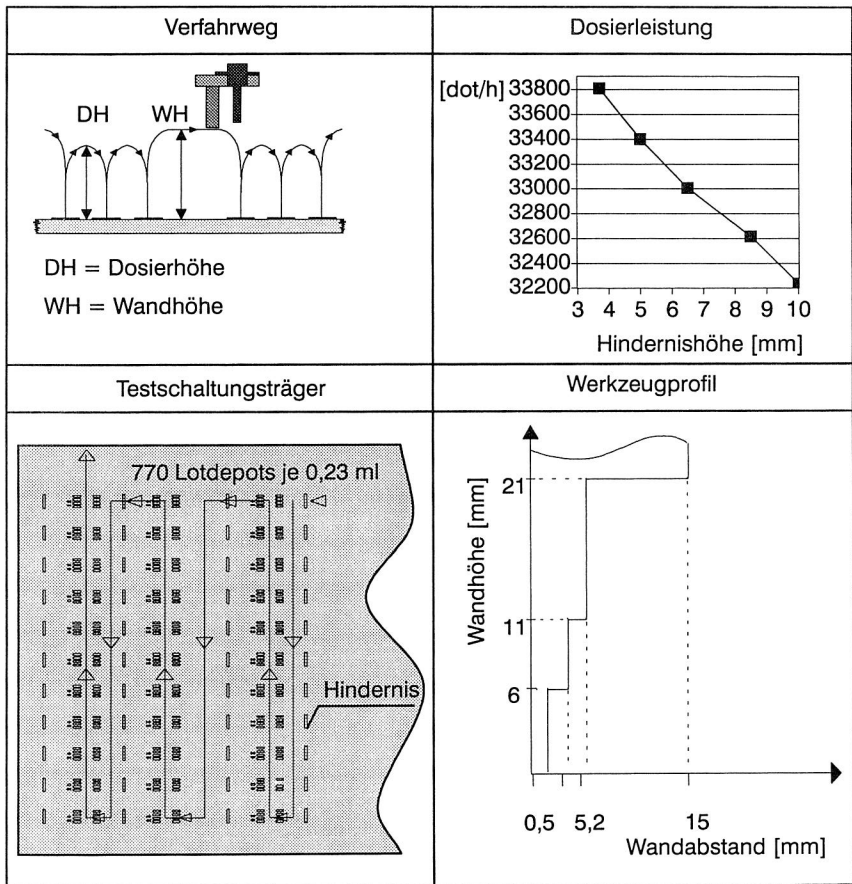 Verfahrweg
DH
WH
DH = Dosierhöhe
WH = Wandhöhe
Dosierleistung
[dot/h]
33800
33600
33400
33200
33000
32800
32600
32400
32200
3 4 5 6 7 8 9 10
Hindernishöhe [mm]
Testschaltungsträger
770 Lotdepots je 0,23 ml
Hindernis
Werkzeugprofil
Wandhöhe [mm]
21
11
6
0,5 5,2 15
Wandabstand [mm]